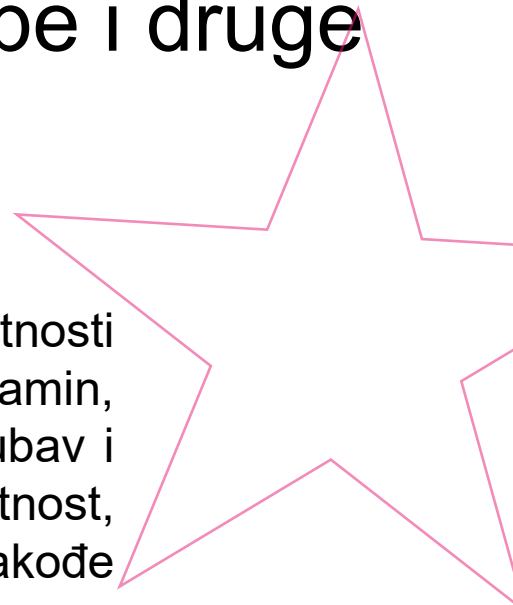 be i druge
tnosti
amin,
ubav i
tnost,
akođe